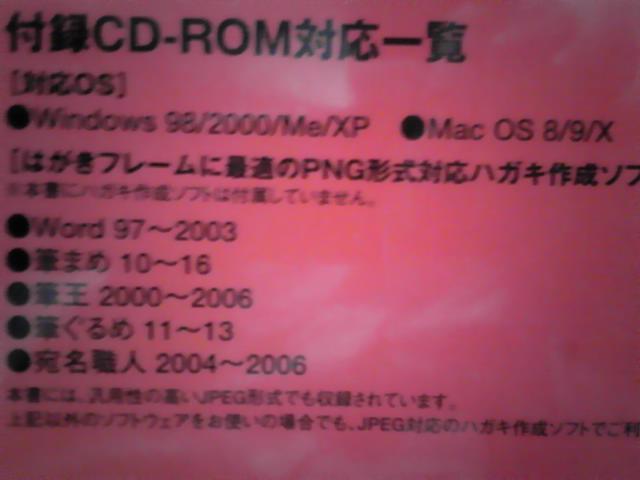 付録CD-ROM対応一覧
[対応OS]
●Windows 98/2000/Me/XP ●Mac OS 8/9/X
[はがきフレームに最適のPNG形式対応ハガキ作成ソフ
※本書にハガキ作成ソフトは付属していません。
●Word 97〜2003
●筆まめ 10〜16
●筆王 2000〜2006
●筆ぐるめ 11〜13
●宛名職人 2004〜2006
本書には、汎用性の高いJPEG形式でも収録されています。
上記以外のソフトウェアをお使いの場合でも、JPEG対応のハガキ作成ソフトでご利